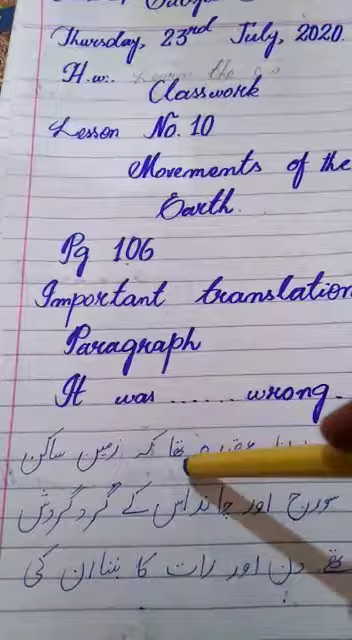 Thursday, 23rd July, 2020.
H.w:. Learn the
Classwork
Lesson No. 10
Movements of the
Earth.
Pg 106
Important translation
Paragraph
It was ...... wrong.
تھا کہ زمین ساکن
سورج اور چاند اس کے گرد گردش
دن اور رات کا بننا ان کی